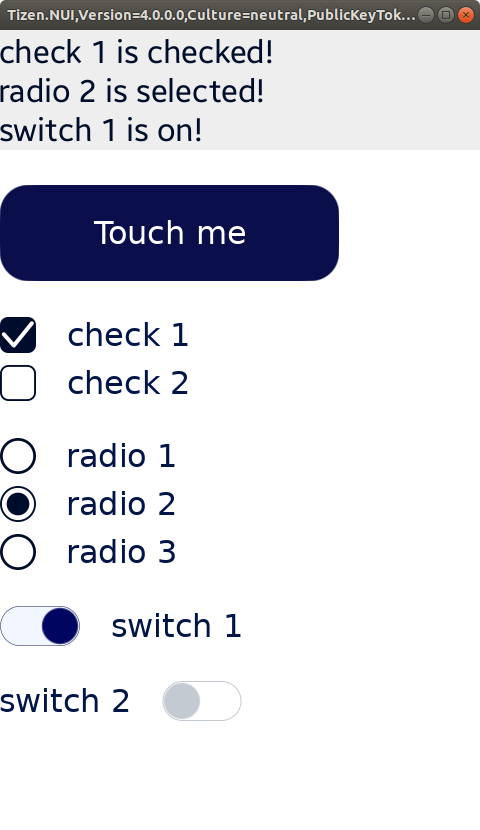 Tizen.NUI,Version=4.0.0.0,Culture=neutral,PublicKeyTok...
check 1 is checked!
radio 2 is selected!
switch 1 is on!
Touch me
check 1
check 2
radio 1
radio 2
radio 3
switch 1
switch 2